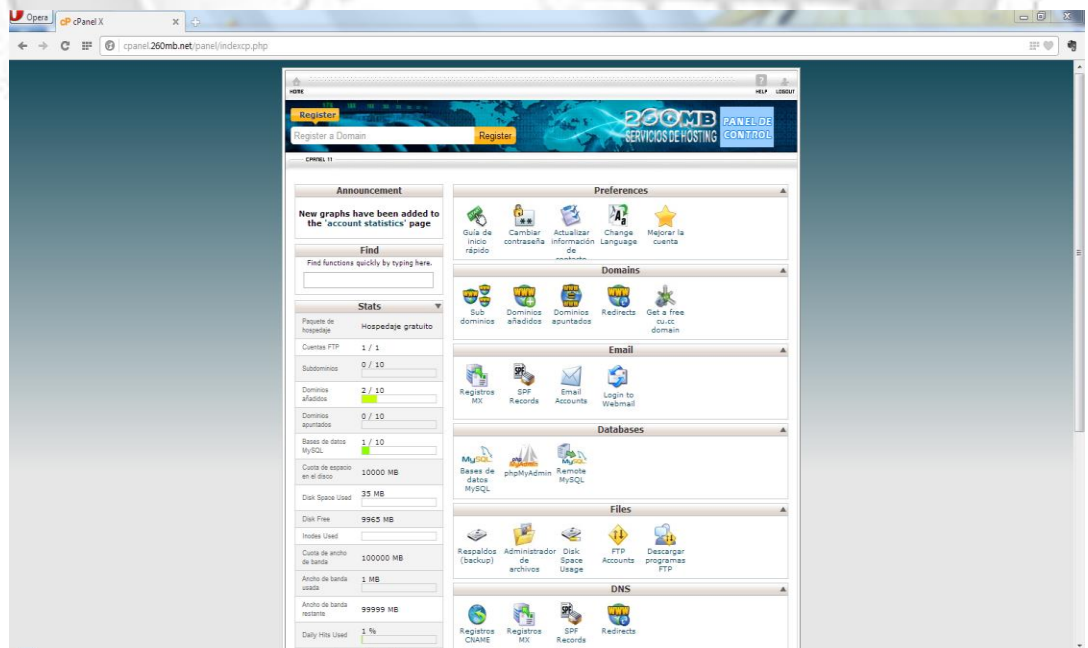 Opera
cPanel X
cpanel.260mb.net/panel/indexcp.php
HOME
HELP
LOGOUT
Register
Register a Domain
Register
260MB
SERVICIOS DE HOSTING
PANEL DE
CONTROL
CPANEL 11
Announcement
New graphs have been added to
the 'account statistics' page
Find
Find functions quickly by typing here.
Stats
Paquete de
hospedaje
Hospedaje gratuito
Cuentas FTP
1 / 1
Subdominios
0 / 10
Dominios
añadidos
2 / 10
Dominios
apuntados
0 / 10
Bases de datos
MySQL
1 / 10
Cuota de espacio
en el disco
10000 MB
Disk Space Used
35 MB
Disk Free
9965 MB
Inodes Used
Cuota de ancho
de banda
100000 MB
Ancho de banda
usada
1 MB
Ancho de banda
restante
99999 MB
Daily Hits Used
1 %
Preferences
Guía de
inicio
rápido
Cambiar
contraseña
Actualizar
información
de
contacto
Change
Language
Mejorar la
cuenta
Domains
Sub
dominios
Dominios
añadidos
Dominios
apuntados
Redirects
Get a free
cu.cc
domain
Email
Registros
MX
SPF
Records
Email
Accounts
Login to
Webmail
Databases
Bases de
datos
MySQL
phpMyAdmin
Remote
MySQL
Files
Respaldos
(backup)
Administrador
de
archivos
Disk
Space
Usage
FTP
Accounts
Descargar
programas
FTP
DNS
Registros
CNAME
Registros
MX
SPF
Records
Redirects